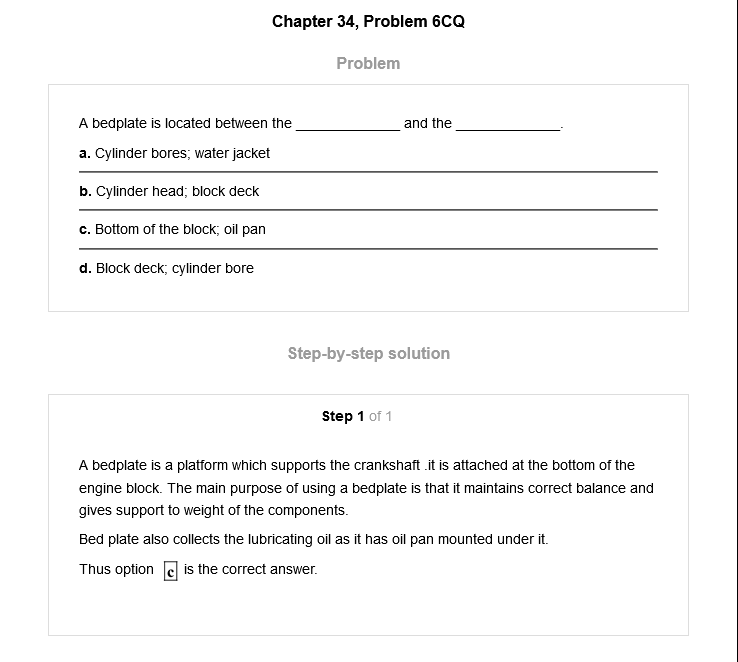 Chapter 34, Problem 6CQ
Problem
A bedplate is located between the _____________ and the _____________.
a. Cylinder bores; water jacket
b. Cylinder head; block deck
c. Bottom of the block; oil pan
d. Block deck; cylinder bore
Step-by-step solution
Step 1 of 1
A bedplate is a platform which supports the crankshaft .it is attached at the bottom of the
engine block. The main purpose of using a bedplate is that it maintains correct balance and
gives support to weight of the components.
Bed plate also collects the lubricating oil as it has oil pan mounted under it.
Thus option c is the correct answer.